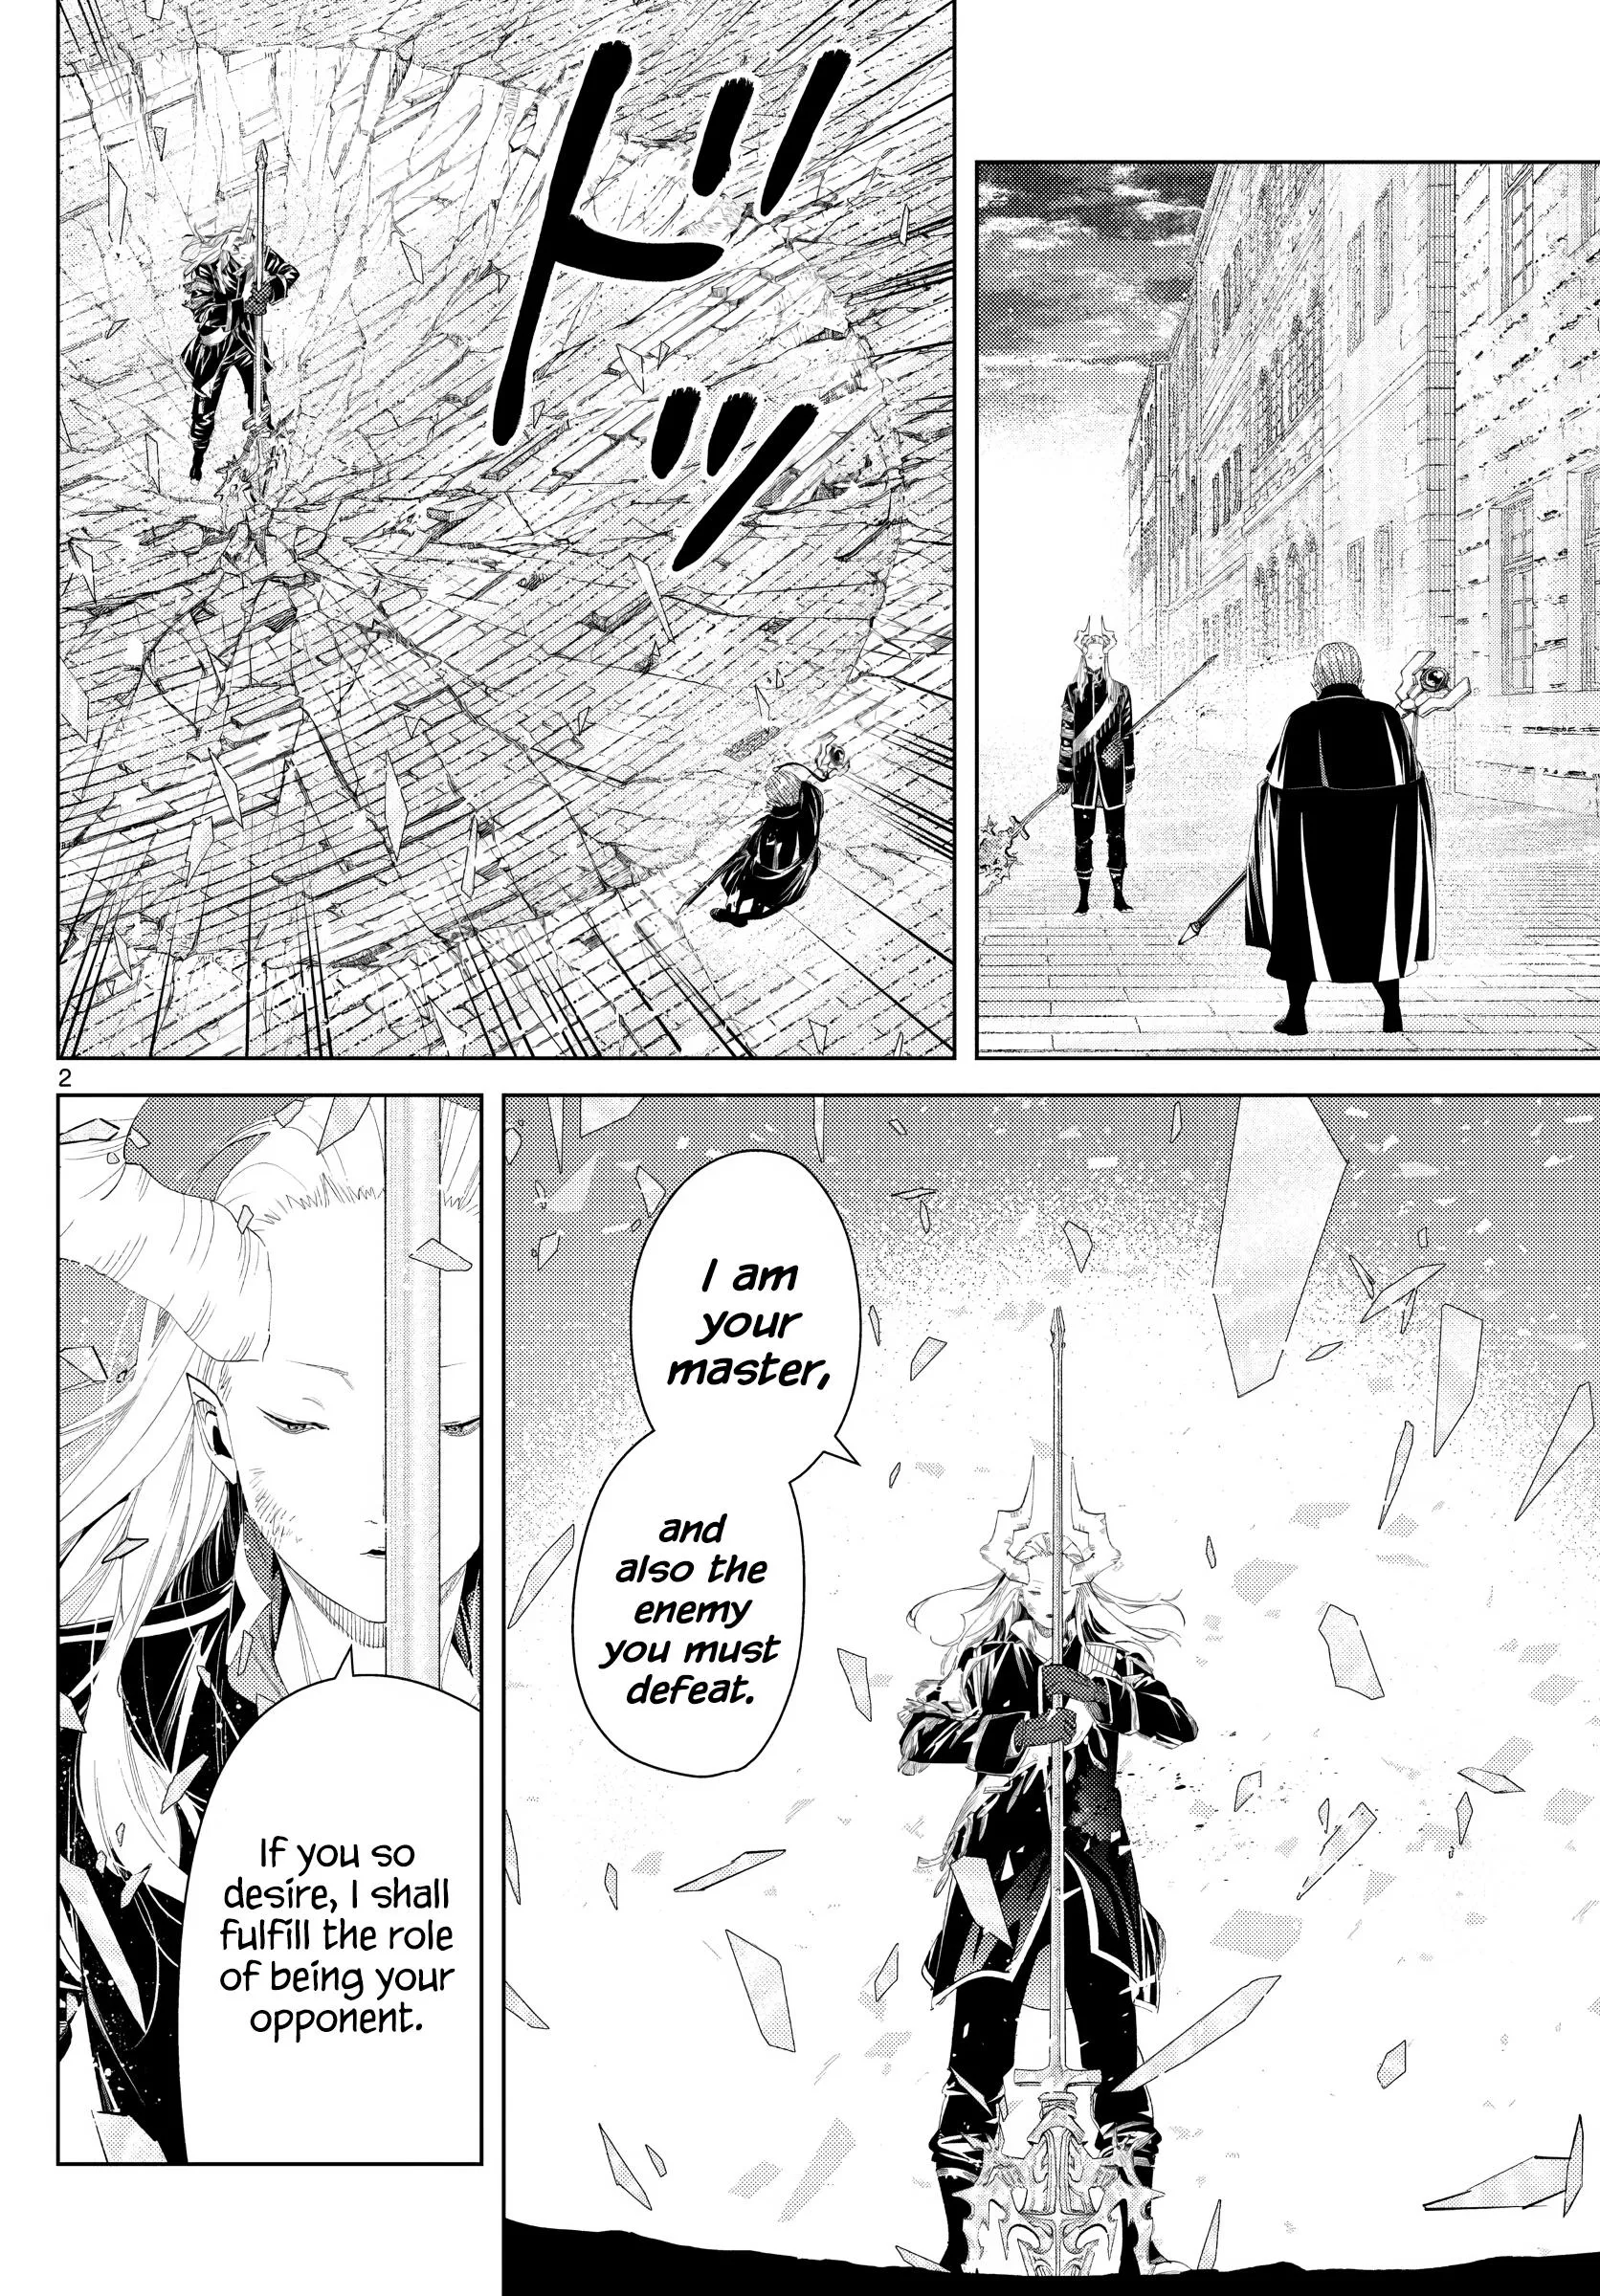 ドドッ
2
I am
your
master,
and
also the
enemy
you must
defeat.
If you so
desire, I shall
fulfill the role
of being your
opponent.